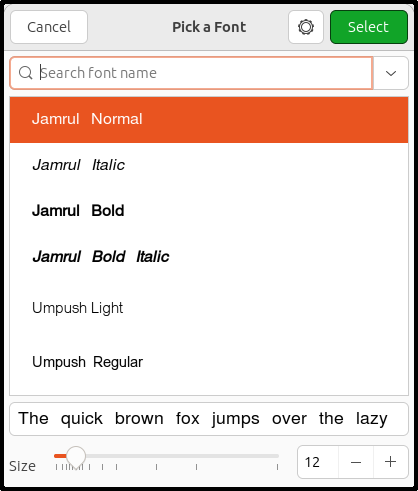 Cancel Pick a Font Select
Search font name
Jamrul Normal
Jamrul Italic
Jamrul Bold
Jamrul Bold Italic
Umpush Light
Umpush Regular
The quick brown fox jumps over the lazy
Size 12